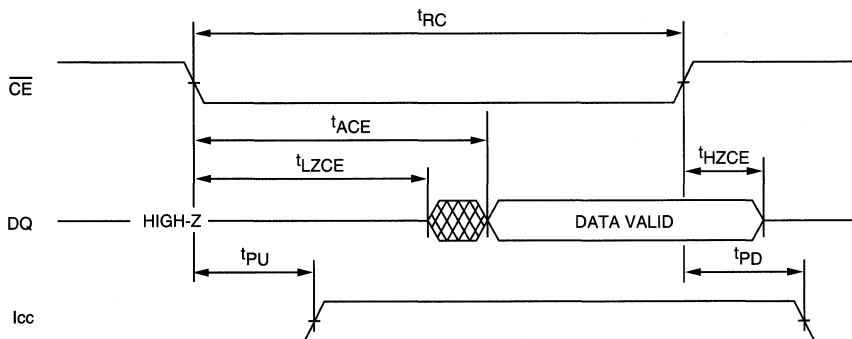 tRC
CE
tACE
tLZCE
tHZCE
DQ
HIGH-Z
DATA VALID
tPU
tPD
Icc